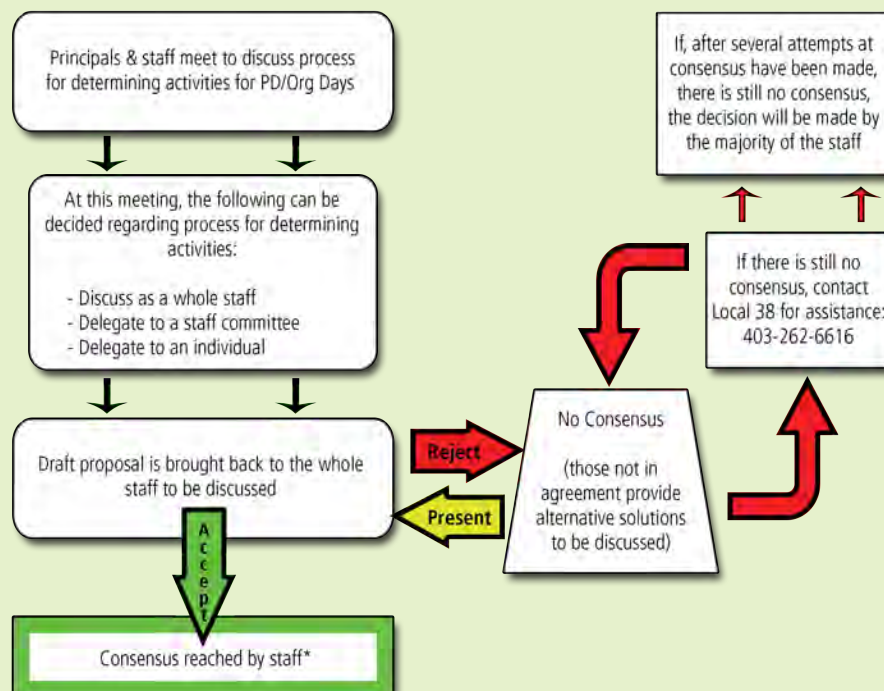 Principals & staff meet to discuss process
for determining activities for PD/Org Days
At this meeting, the following can be
decided regarding process for determining
activities:
- Discuss as a whole staff
- Delegate to a staff committee
- Delegate to an individual
Draft proposal is brought back to the whole
staff to be discussed
Accept
Consensus reached by staff*
Reject
Present
No Consensus
(those not in
agreement provide
alternative solutions
to be discussed)
If there is still no
consensus, contact
Local 38 for assistance:
403-262-6616
If, after several attempts at
consensus have been made,
there is still no consensus,
the decision will be made by
the majority of the staff